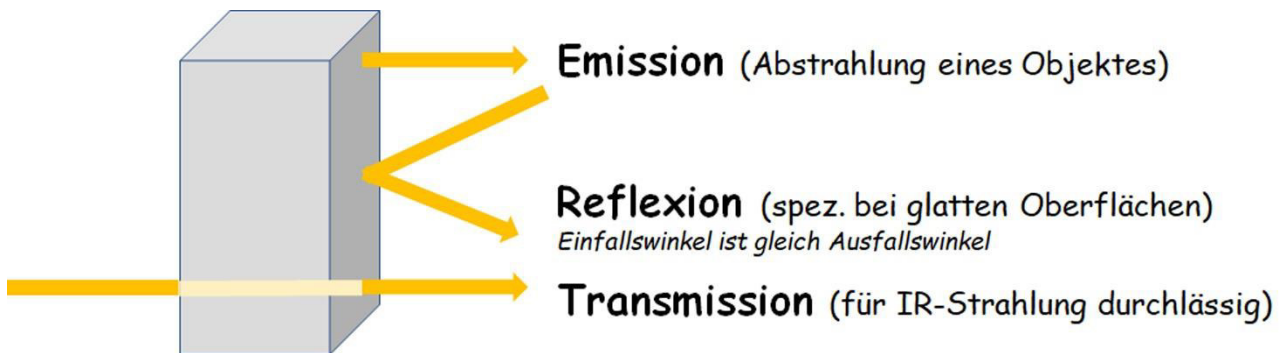 Emission (Abstrahlung eines Objektes)
Reflexion (spez. bei glatten Oberflächen)
Einfallswinkel ist gleich Ausfallswinkel
Transmission (für IR-Strahlung durchlässig)